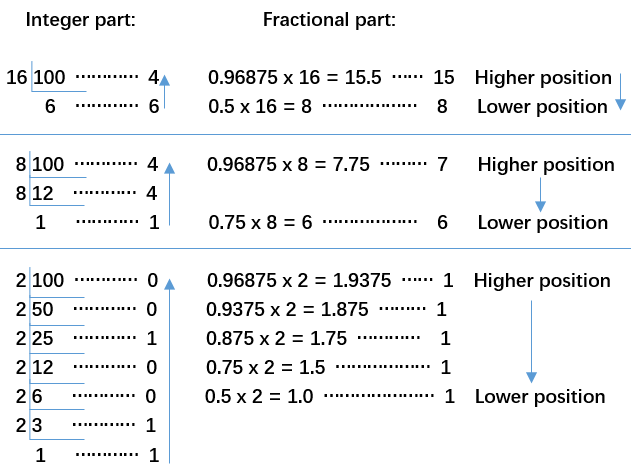 Integer part: Fractional part:
16 100 ············ 4 0.96875 x 16 = 15.5 ······ 15 Higher position
6 ············ 6 0.5 x 16 = 8 ·················· 8 Lower position
8 100 ············ 4 0.96875 x 8 = 7.75 ········· 7 Higher position
8 12 ············ 4
1 ············ 1 0.75 x 8 = 6 ·················· 6 Lower position
2 100 ············ 0 0.96875 x 2 = 1.9375 ······ 1 Higher position
2 50 ············ 0 0.9375 x 2 = 1.875 ········· 1
2 25 ············ 1 0.875 x 2 = 1.75 ············ 1
2 12 ············ 0 0.75 x 2 = 1.5 ·················· 1
2 6 ············ 0 0.5 x 2 = 1.0 ····················· 1 Lower position
2 3 ············ 1
1 ············ 1